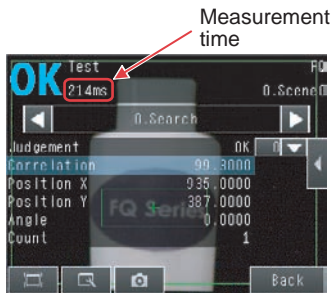 Measurement
time
OK
Test
214ms
0.Scene0
0.Search
Judgement OK 0
Correlation 99.3000
Position X 935.0000
Position Y 387.0000
Angle 0.0000
Count 1
FQ Series
Back